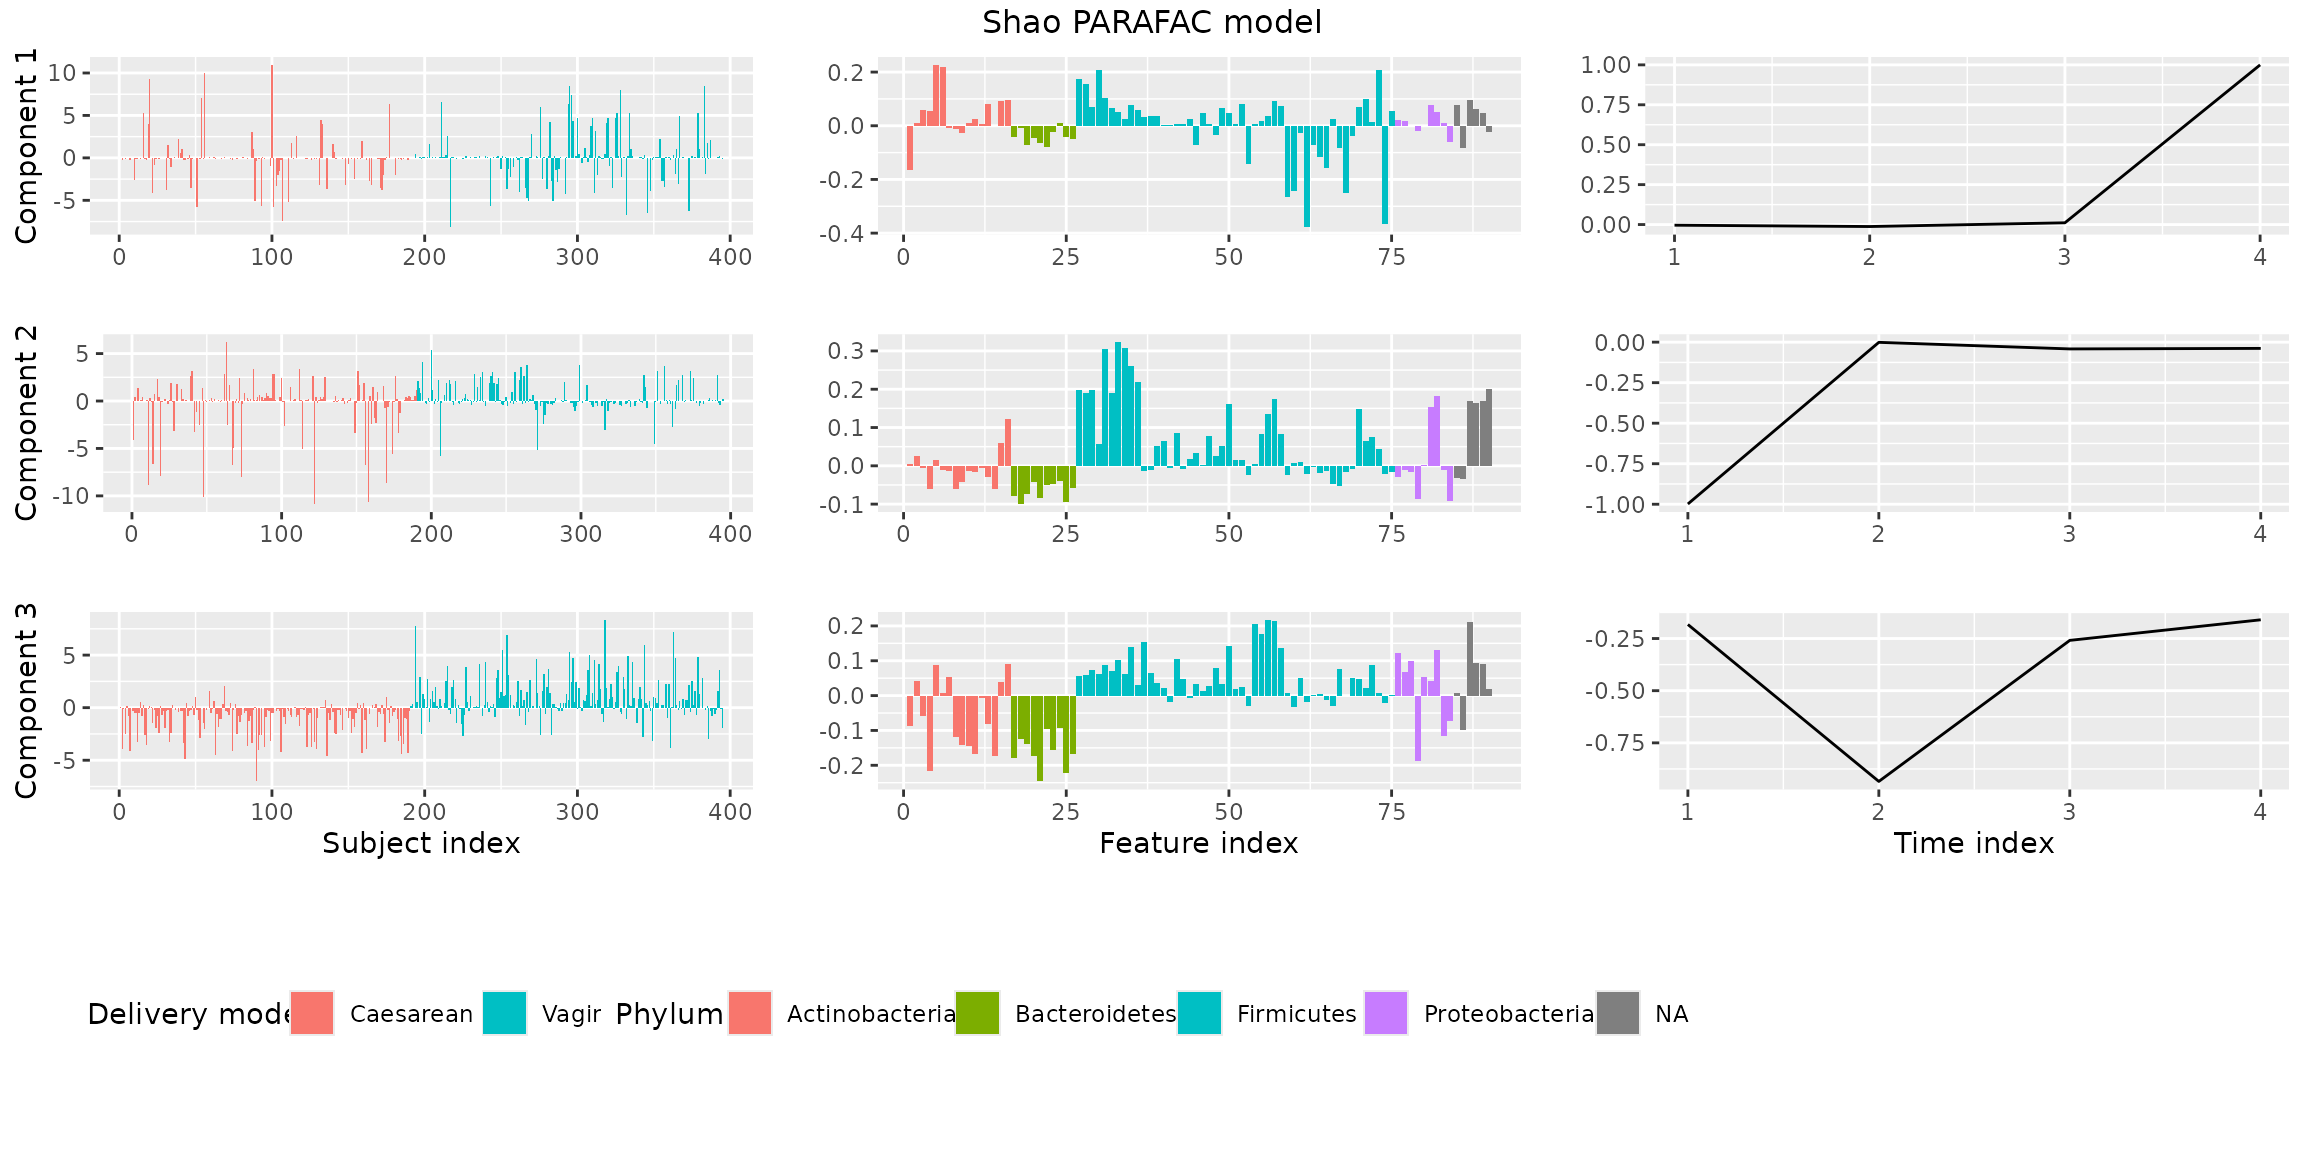 Shao PARAFAC model
Component 1
10
5
0
-5
0 100 200 300 400
0.2
0.0
-0.2
-0.4
0 25 50 75
1.00
0.75
0.50
0.25
0.00
1 2 3 4
Component 2
5
0
-5
-10
0 100 200 300 400
0.3
0.2
0.1
0.0
-0.1
0 25 50 75
0.00
-0.25
-0.50
-0.75
-1.00
1 2 3 4
Component 3
5
0
-5
0 100 200 300 400
Subject index
0.2
0.1
0.0
-0.1
-0.2
0 25 50 75
Feature index
-0.25
-0.50
-0.75
1 2 3 4
Time index
Delivery mode Caesarean Vagir Phylum Actinobacteria Bacteroidetes Firmicutes Proteobacteria NA